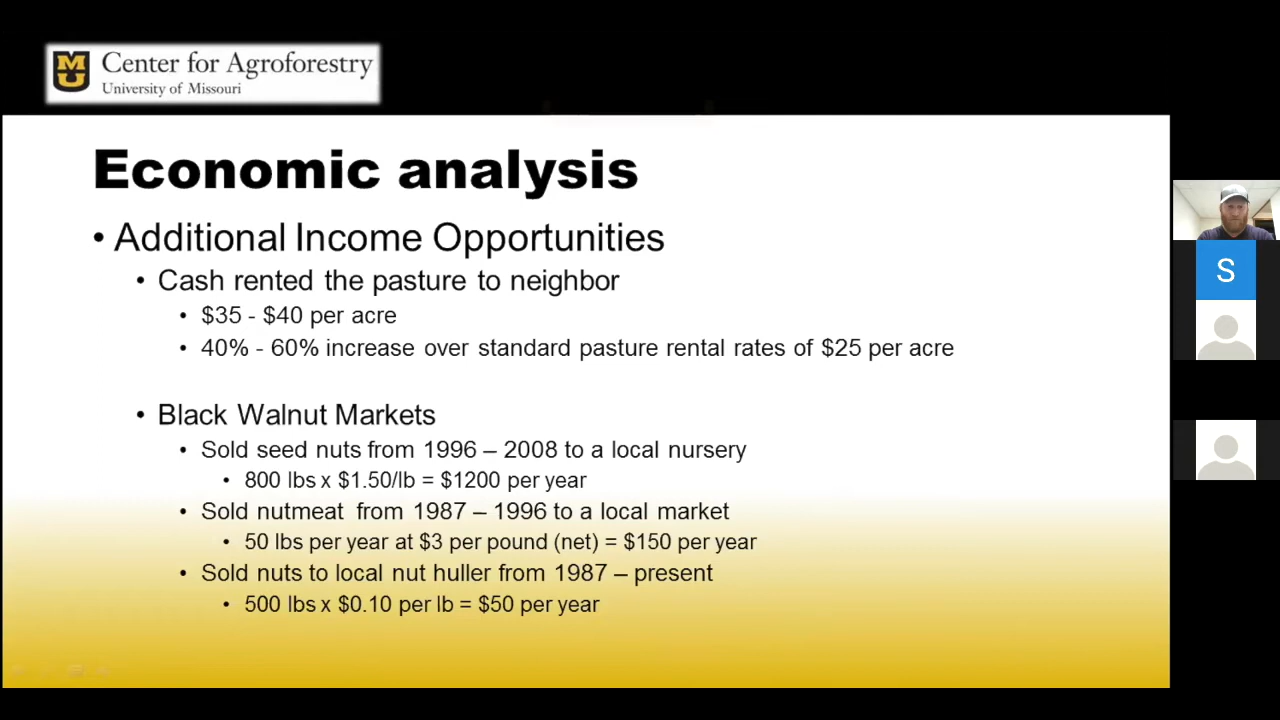 MU
Center for Agroforestry
University of Missouri
Economic analysis
• Additional Income Opportunities
• Cash rented the pasture to neighbor
• $35 - $40 per acre
• 40% - 60% increase over standard pasture rental rates of $25 per acre
• Black Walnut Markets
• Sold seed nuts from 1996 – 2008 to a local nursery
• 800 lbs x $1.50/lb = $1200 per year
• Sold nutmeat from 1987 – 1996 to a local market
• 50 lbs per year at $3 per pound (net) = $150 per year
• Sold nuts to local nut huller from 1987 – present
• 500 lbs x $0.10 per lb = $50 per year
S